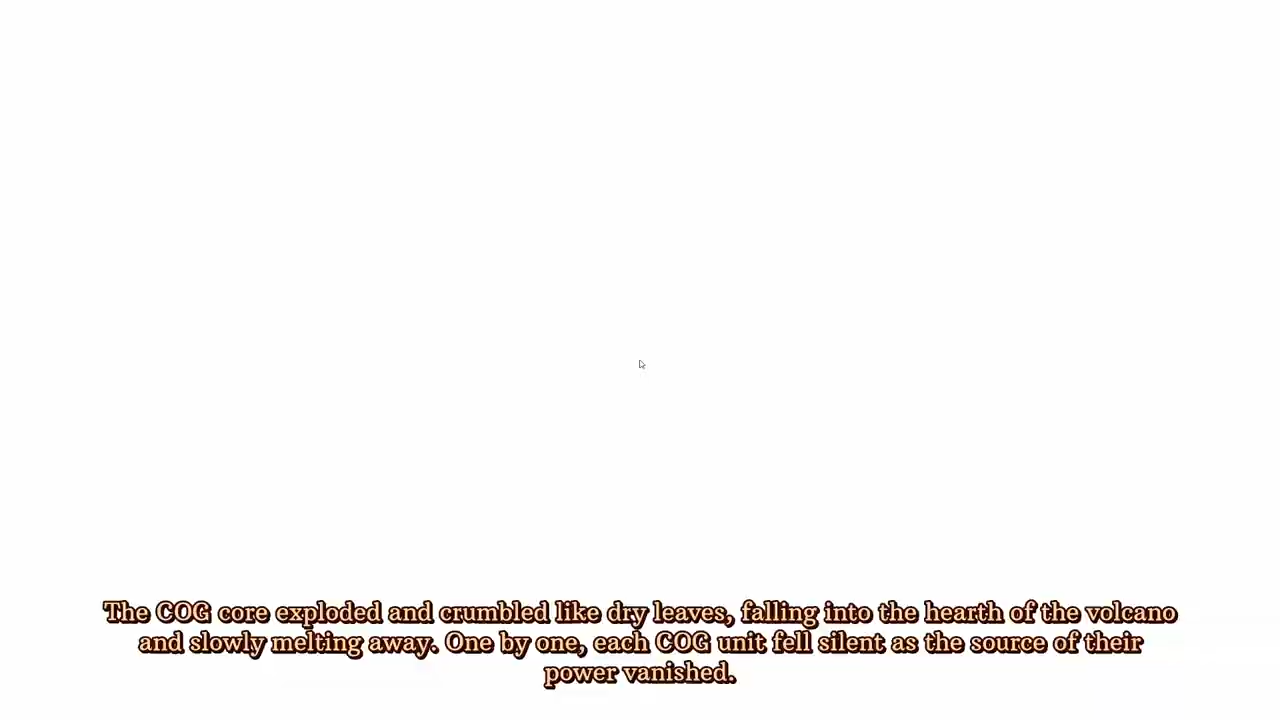 The COG core exploded and crumbled like dry leaves, falling into the hearth of the volcano
and slowly melting away. One by one, each COG unit fell silent as the source of their
power vanished.